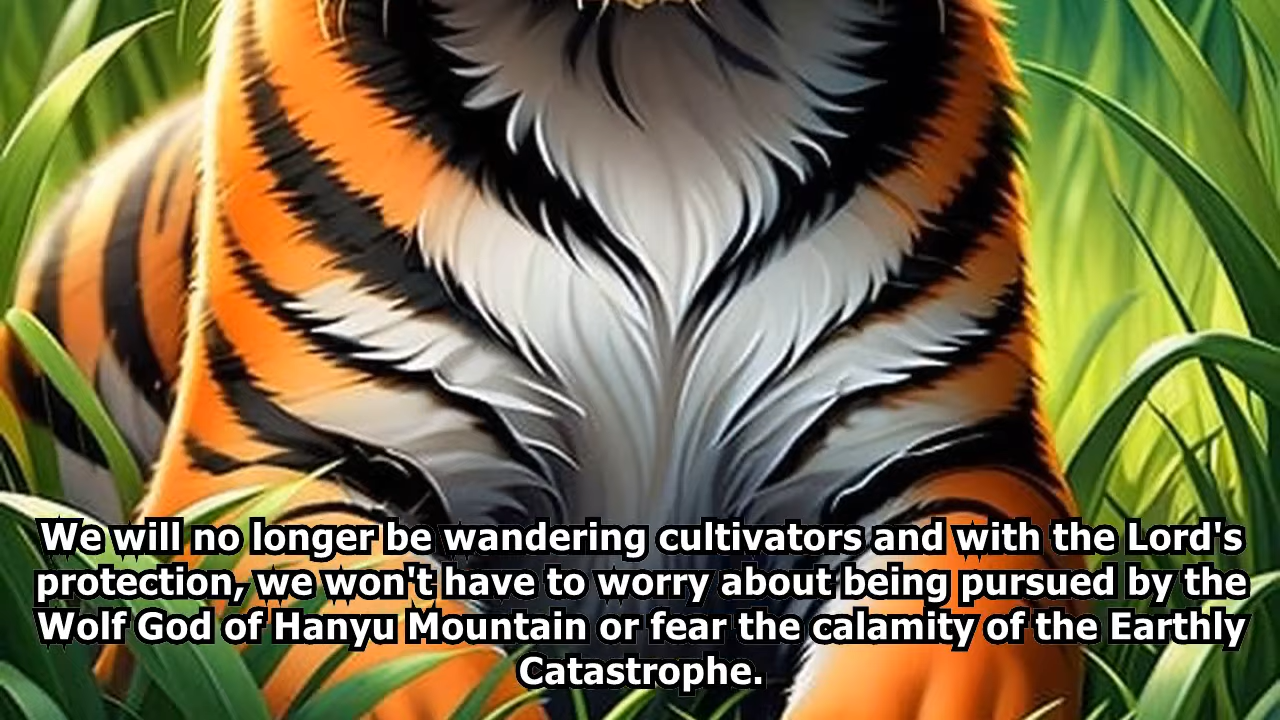 We will no longer be wandering cultivators and with the Lord's
protection, we won't have to worry about being pursued by the
Wolf God of Hanyu Mountain or fear the calamity of the Earthly
Catastrophe.